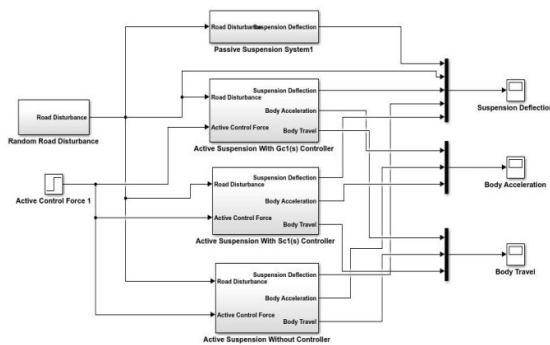 Road Disturbance
Suspension Deflection
Passive Suspension System1
Road Disturbance
Random Road Disturbance
Active Control Force 1
Road Disturbance
Active Control Force
Suspension Deflection
Body Acceleration
Body Travel
Active Suspension With Gc1(s) Controller
Road Disturbance
Active Control Force
Suspension Deflection
Body Acceleration
Body Travel
Active Suspension With Sc1(s) Controller
Road Disturbance
Active Control Force
Suspension Deflection
Body Acceleration
Body Travel
Active Suspension Without Controller
Suspension Deflection
Body Acceleration
Body Travel